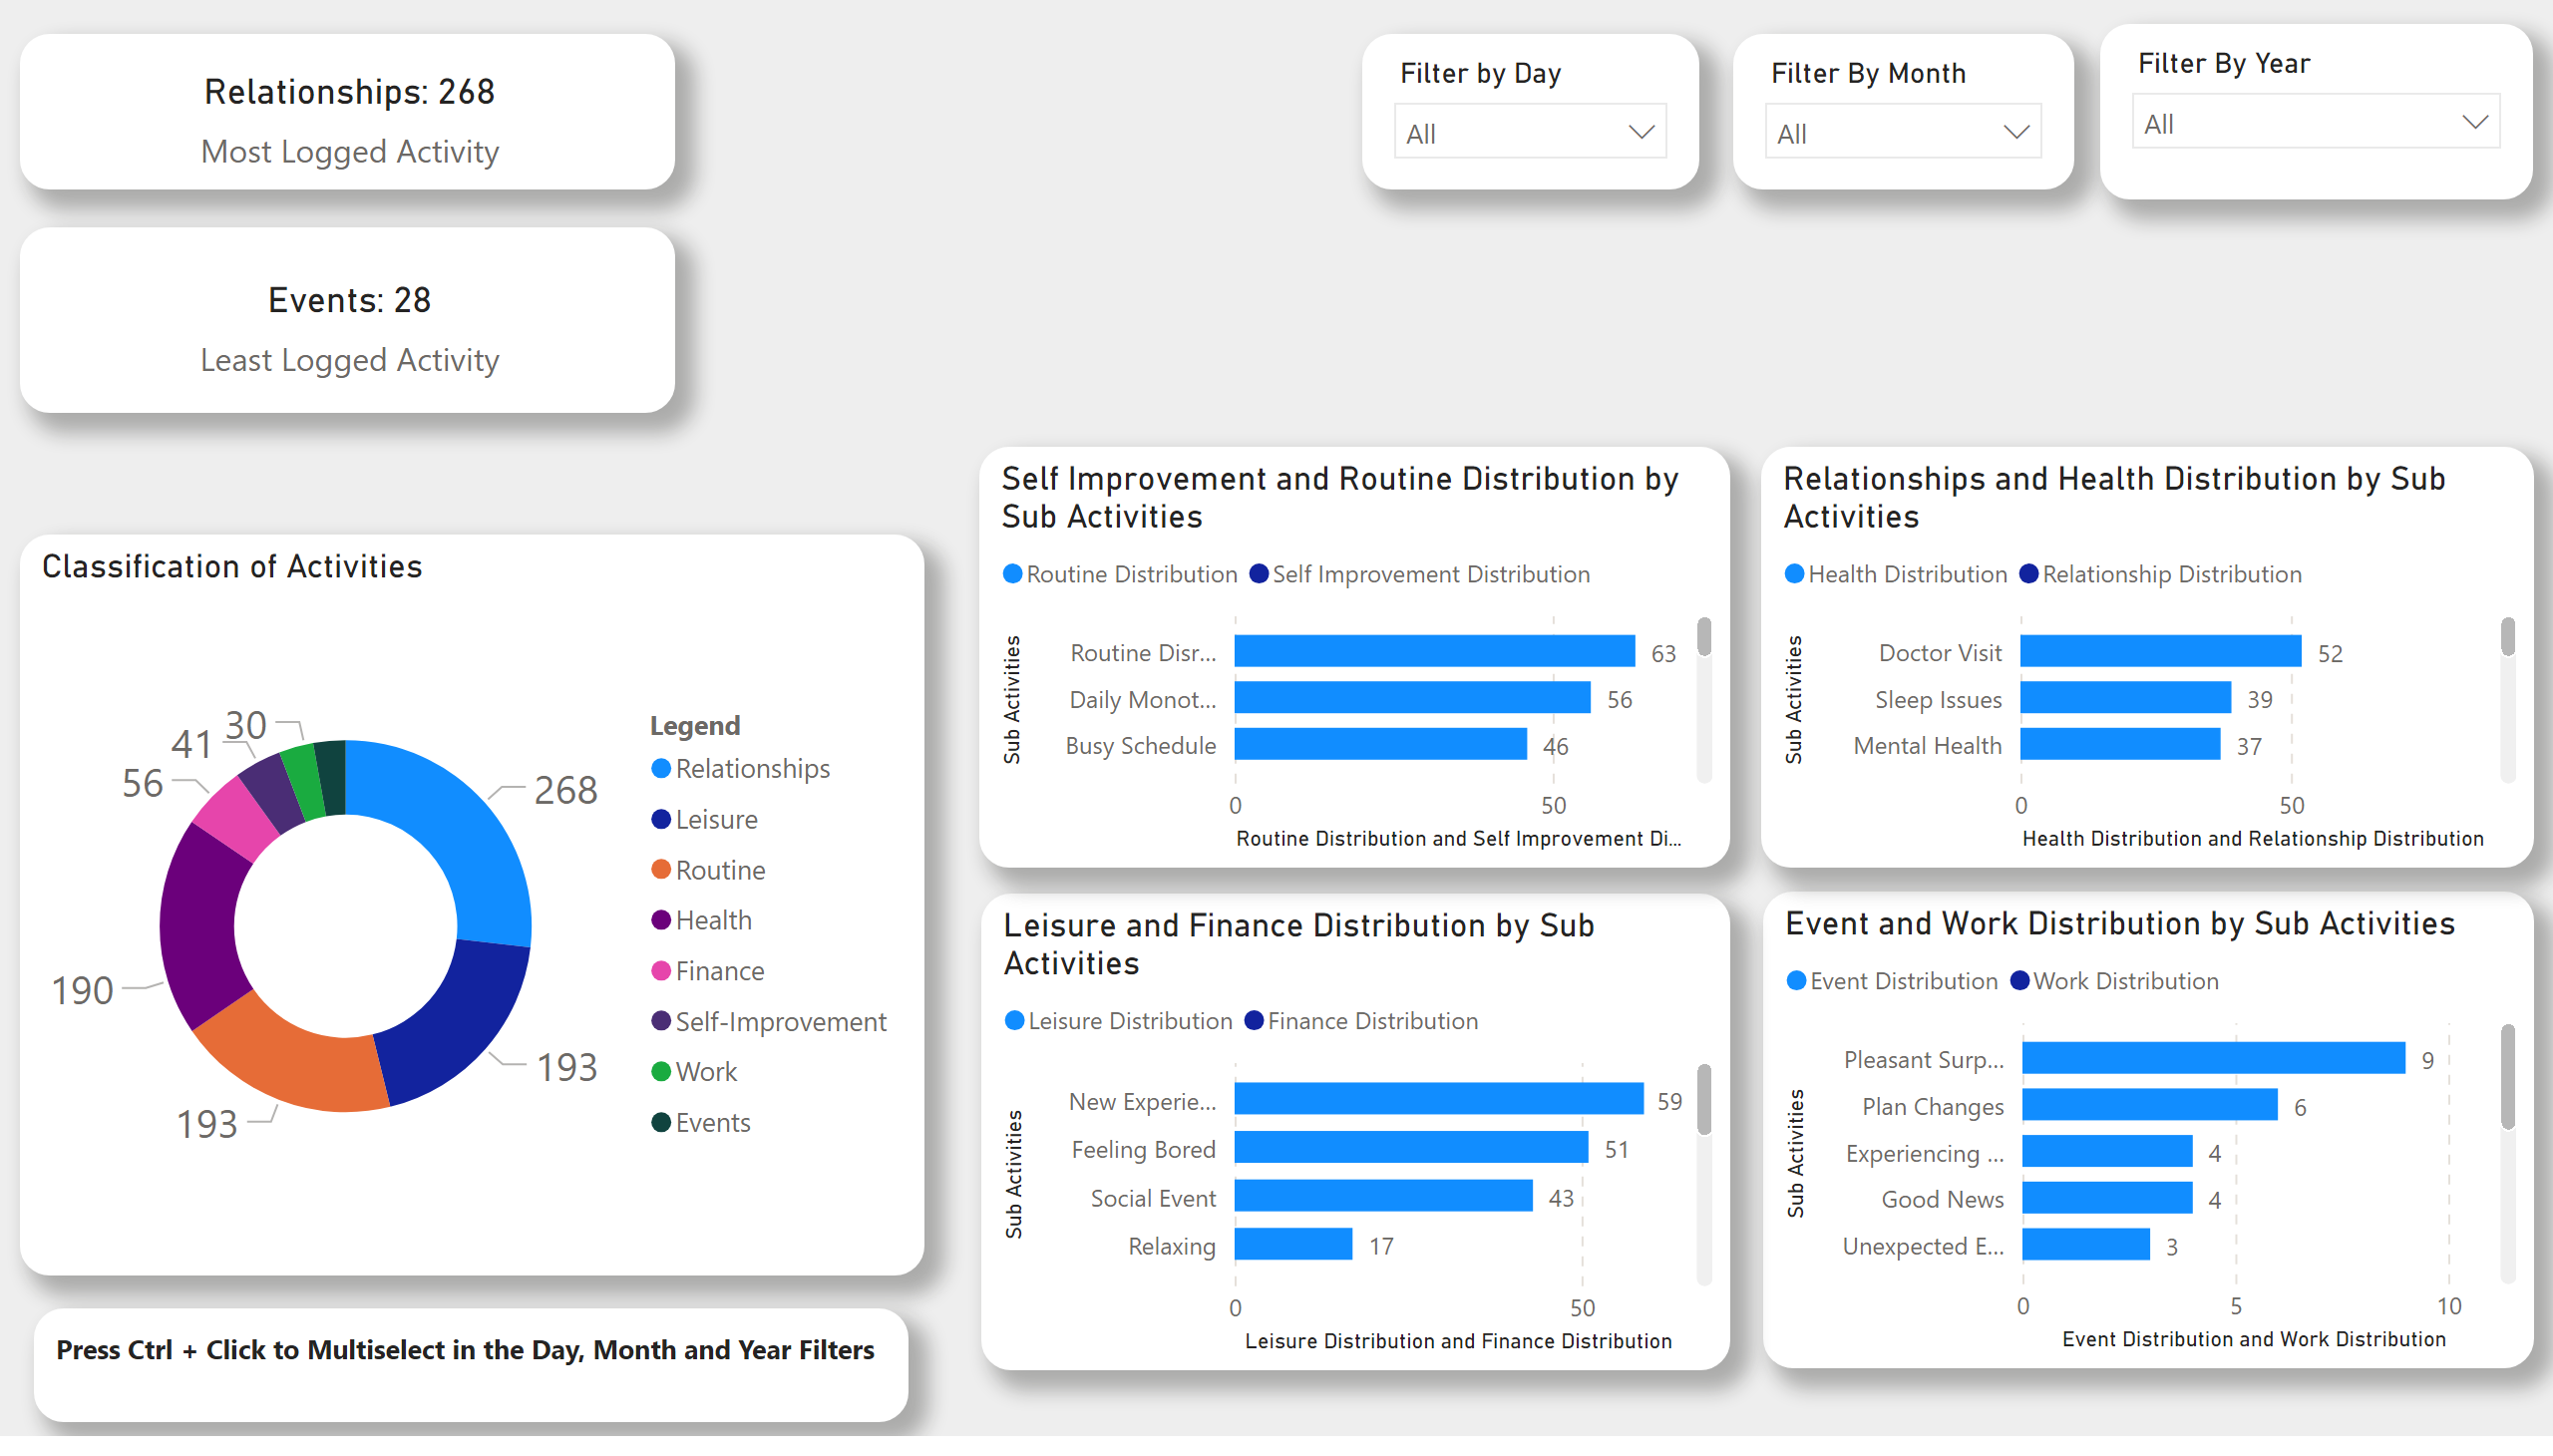 Relationships: 268
Most Logged Activity
Filter by Day
All
Filter By Month
All
Filter By Year
All
Events: 28
Least Logged Activity
Classification of Activities
30
41
56
268
190
193
193
Legend
Relationships
Leisure
Routine
Health
Finance
Self-Improvement
Work
Events
Press Ctrl + Click to Multiselect in the Day, Month and Year Filters
Self Improvement and Routine Distribution by
Sub Activities
Routine Distribution Self Improvement Distribution
Sub Activities
Routine Disr... 63
Daily Monot... 56
Busy Schedule 46
0 50
Routine Distribution and Self Improvement Di...
Relationships and Health Distribution by Sub
Activities
Health Distribution Relationship Distribution
Sub Activities
Doctor Visit 52
Sleep Issues 39
Mental Health 37
0 50
Health Distribution and Relationship Distribution
Leisure and Finance Distribution by Sub
Activities
Leisure Distribution Finance Distribution
Sub Activities
New Experie... 59
Feeling Bored 51
Social Event 43
Relaxing 17
0 50
Leisure Distribution and Finance Distribution
Event and Work Distribution by Sub Activities
Event Distribution Work Distribution
Sub Activities
Pleasant Surp... 9
Plan Changes 6
Experiencing ... 4
Good News 4
Unexpected E... 3
0 5 10
Event Distribution and Work Distribution